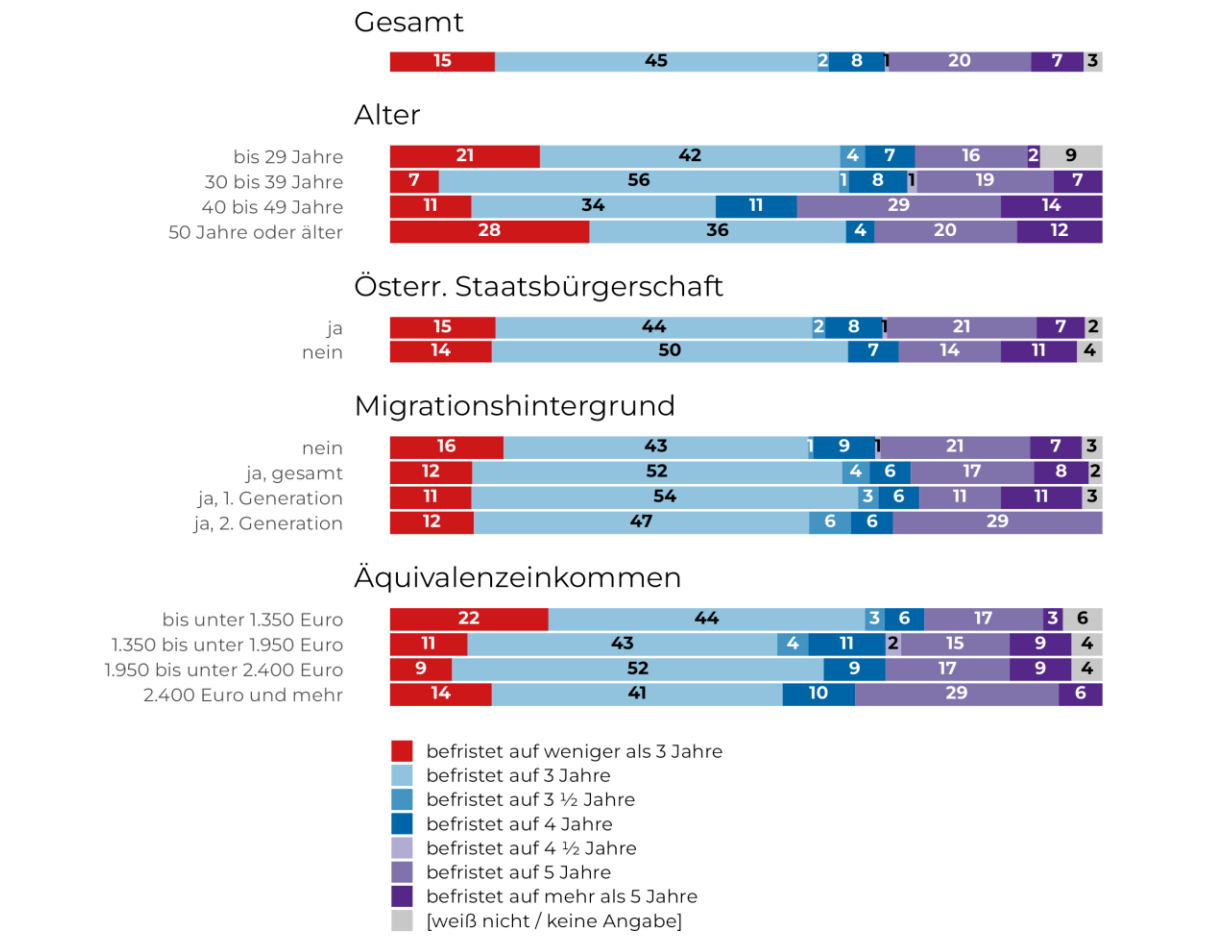 Gesamt
15 45 2 8 1 20 7 3
Alter
bis 29 Jahre 21 42 4 7 16 2 9
30 bis 39 Jahre 7 56 1 8 1 19 7
40 bis 49 Jahre 11 34 11 29 14
50 Jahre oder älter 28 36 4 20 12
Österr. Staatsbürgerschaft
ja 15 44 2 8 1 21 7 2
nein 14 50 7 14 11 4
Migrationshintergrund
nein 16 43 1 9 1 21 7 3
ja, gesamt 12 52 4 6 17 8 2
ja, 1. Generation 11 54 3 6 11 11 3
ja, 2. Generation 12 47 6 6 29
Äquivalenzeinkommen
bis unter 1.350 Euro 22 44 3 6 17 3 6
1.350 bis unter 1.950 Euro 11 43 4 11 2 15 9 4
1.950 bis unter 2.400 Euro 9 52 9 17 9 4
2.400 Euro und mehr 14 41 10 29 6
befristet auf weniger als 3 Jahre
befristet auf 3 Jahre
befristet auf 3 ½ Jahre
befristet auf 4 Jahre
befristet auf 4 ½ Jahre
befristet auf 5 Jahre
befristet auf mehr als 5 Jahre
[weiß nicht / keine Angabe]